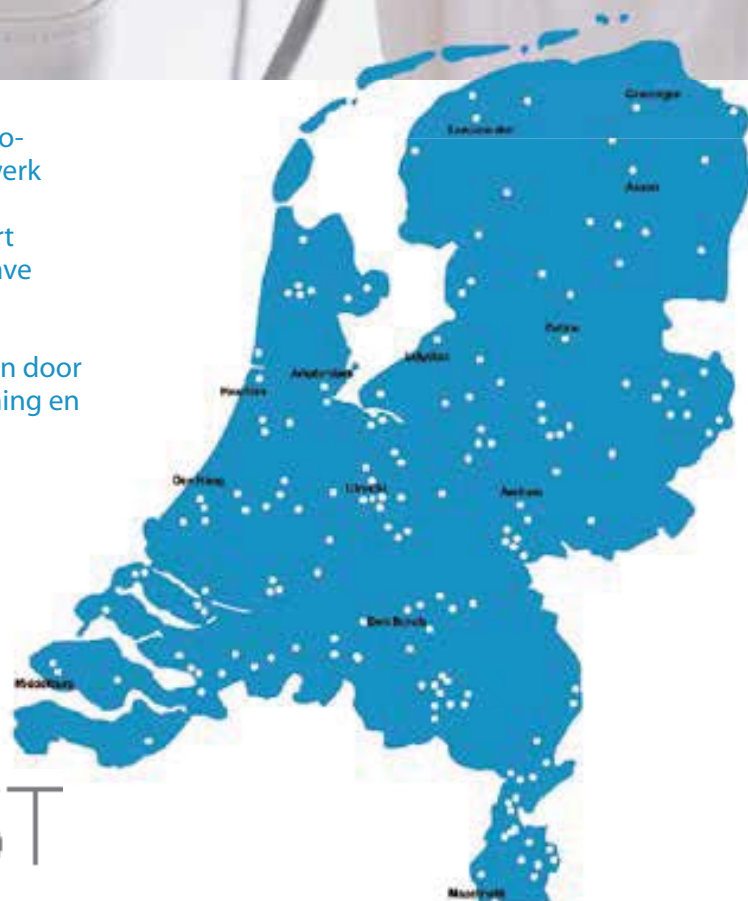 o-
verk
rt
ave
n door
ning en
Groningen
Leeuwarden
Assen
Zwolle
Lelystad
Amsterdam
Haarlem
Den Haag
Utrecht
Arnhem
Den Bosch
Middelburg
Maastricht
T